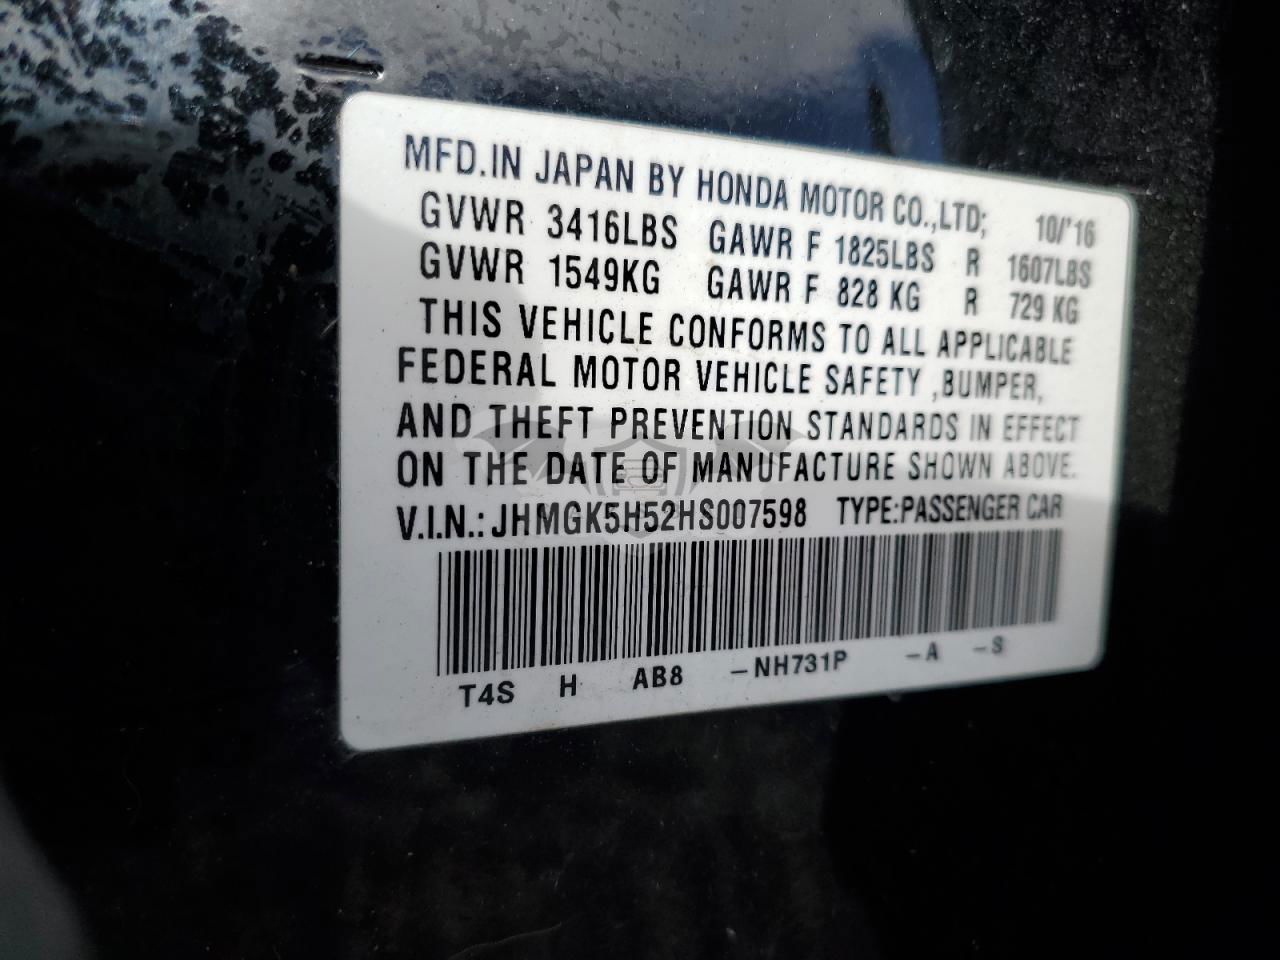 MFD.IN JAPAN BY HONDA MOTOR CO.,LTD; 10/'16
GVWR 3416LBS GAWR F 1825LBS R 1607LBS
GVWR 1549KG GAWR F 828 KG R 729 KG
THIS VEHICLE CONFORMS TO ALL APPLICABLE
FEDERAL MOTOR VEHICLE SAFETY ,BUMPER,
AND THEFT PREVENTION STANDARDS IN EFFECT
ON THE DATE OF MANUFACTURE SHOWN ABOVE.
V.I.N.: JHMGK5H52HS007598 TYPE:PASSENGER CAR
T4S H AB8 -NH731P -A -S